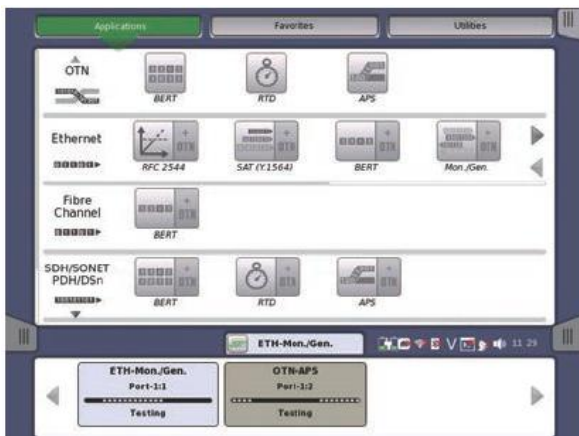 Applications
Favorites
Utilities
OTN
BERT
RTD
APS
Ethernet
RFC 2544
SAT (Y.1564)
BERT
Mon./Gen.
+ OTN
+ OTN
+ OTN
+ OTN
Fibre
Channel
BERT
+ OTN
SDH/SONET
PDH/DSn
BERT
RTD
APS
+ OTN
+ OTN
+ OTN
ETH-Mon./Gen.
11 29
ETH-Mon./Gen.
Port-1:1
Testing
OTN-APS
Port-1:2
Testing